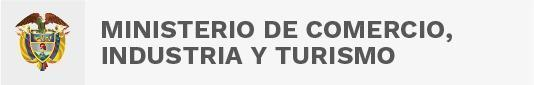 MINISTERIO DE COMERCIO,
INDUSTRIA Y TURISMO